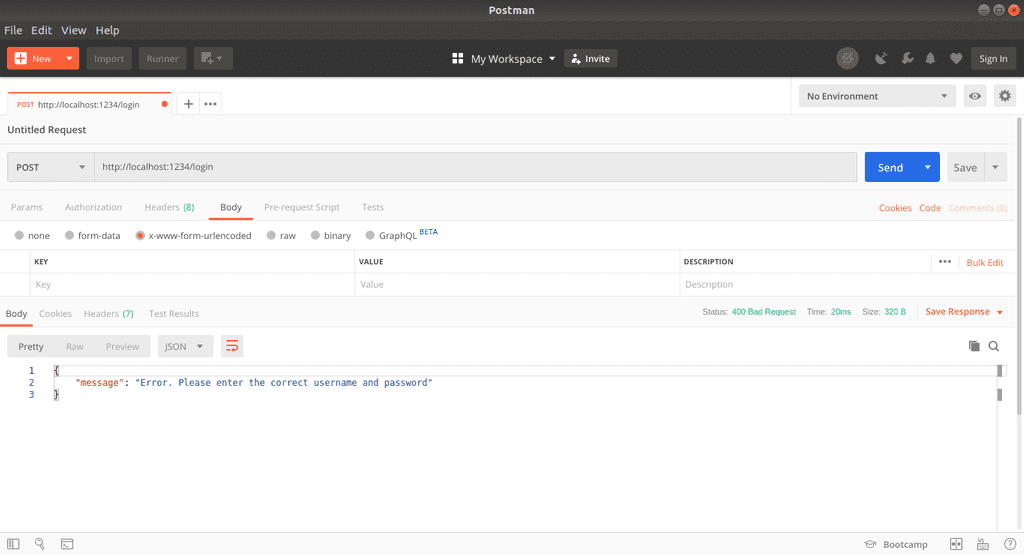 Postman
File Edit View Help
New Import Runner My Workspace Invite Sign In
POST http://localhost:1234/login No Environment
Untitled Request
POST http://localhost:1234/login Send Save
Params Authorization Headers (8) Body Pre-request Script Tests Cookies Code Comments (0)
none form-data x-www-form-urlencoded raw binary GraphQL BETA
KEY VALUE DESCRIPTION Bulk Edit
Key Value Description
Body Cookies Headers (7) Test Results Status: 400 Bad Request Time: 20ms Size: 320 B Save Response
Pretty Raw Preview JSON
1 {
2 "message": "Error. Please enter the correct username and password"
3 }
Bootcamp